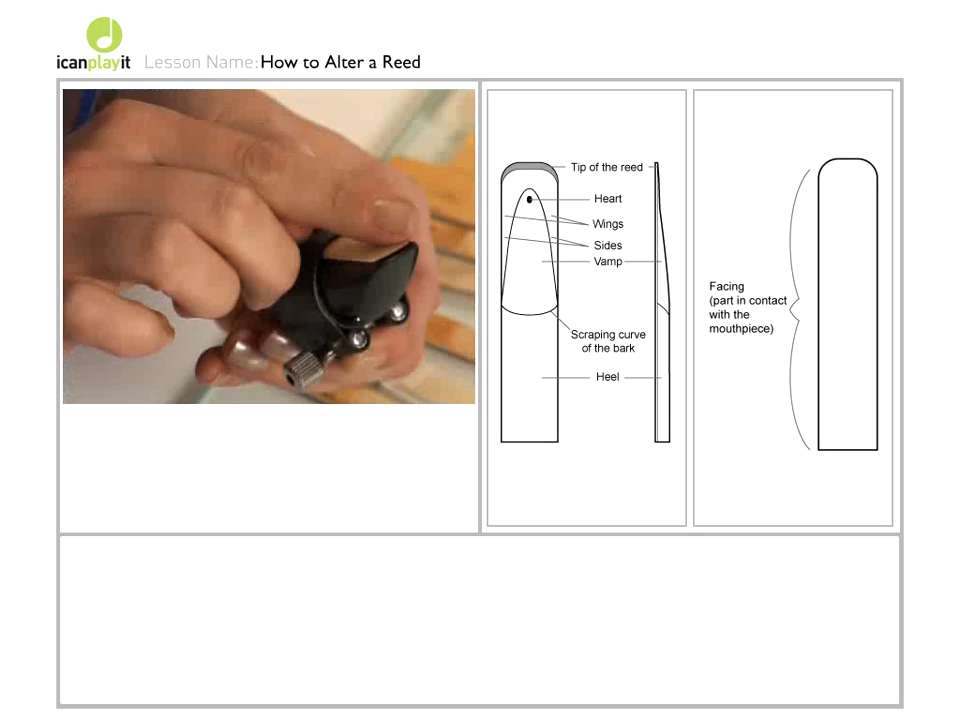 icanplayit Lesson Name: How to Alter a Reed
Tip of the reed
Heart
Wings
Sides
Vamp
Scraping curve
of the bark
Heel
Facing
(part in contact
with the
mouthpiece)